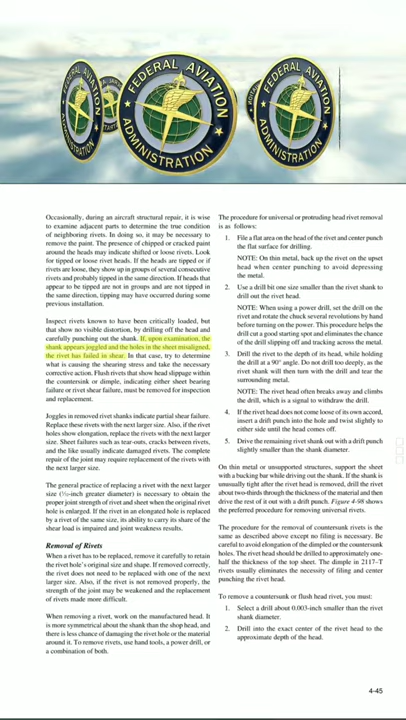 FEDERAL AVIATION
ADMINISTRATION
FEDERAL AVIATION
ADMINISTRATION
FEDERAL AVIATION
ADMINISTRATION
Occasionally, during an aircraft structural repair, it is wise
to examine adjacent parts to determine the true condition
of neighboring rivets. In doing so, it may be necessary to
remove the paint. The presence of chipped or cracked paint
around the heads may indicate shifted or loose rivets. Look
for tipped or loose rivet heads. If the heads are tipped or if
rivets are loose, they show up in groups of several consecutive
rivets and probably tipped in the same direction. If heads that
appear to be tipped are not in groups and are not tipped in
the same direction, tipping may have occurred during some
previous installation.
Inspect rivets known to have been critically loaded, but
that show no visible distortion, by drilling off the head and
carefully punching out the shank. If, upon examination, the
shank appears joggled and the holes in the sheet misaligned,
the rivet has failed in shear. In that case, try to determine
what is causing the shearing stress and take the necessary
corrective action. Flush rivets that show head slippage within
the countersink or dimple, indicating either sheet bearing
failure or rivet shear failure, must be removed for inspection
and replacement.
Joggles in removed rivet shanks indicate partial shear failure.
Replace these rivets with the next larger size. Also, if the rivet
holes show elongation, replace the rivets with the next larger
size. Sheet failures such as tear-outs, cracks between rivets,
and the like usually indicate damaged rivets. The complete
repair of the joint may require replacement of the rivets with
the next larger size.
The general practice of replacing a rivet with the next larger
size (1⁄32-inch greater diameter) is necessary to obtain the
proper joint strength of rivet and sheet when the original rivet
hole is enlarged. If the rivet in an elongated hole is replaced
by a rivet of the same size, its ability to carry its share of the
shear load is impaired and joint weakness results.
Removal of Rivets
When a rivet has to be replaced, remove it carefully to retain
the rivet hole's original size and shape. If removed correctly,
the rivet does not need to be replaced with one of the next
larger size. Also, if the rivet is not removed properly, the
strength of the joint may be weakened and the replacement
of rivets made more difficult.
When removing a rivet, work on the manufactured head. It
is more symmetrical about the shank than the shop head, and
there is less chance of damaging the rivet hole or the material
around it. To remove rivets, use hand tools, a power drill, or
a combination of both.
The procedure for universal or protruding head rivet removal
is as follows:
1. File a flat area on the head of the rivet and center punch
the flat surface for drilling.
NOTE: On thin metal, back up the rivet on the upset
head when center punching to avoid depressing
the metal.
2. Use a drill bit one size smaller than the rivet shank to
drill out the rivet head.
NOTE: When using a power drill, set the drill on the
rivet and rotate the chuck several revolutions by hand
before turning on the power. This procedure helps the
drill cut a good starting spot and eliminates the chance
of the drill slipping off and tracking across the metal.
3. Drill the rivet to the depth of its head, while holding
the drill at a 90° angle. Do not drill too deeply, as the
rivet shank will then turn with the drill and tear the
surrounding metal.
NOTE: The rivet head often breaks away and climbs
the drill, which is a signal to withdraw the drill.
4. If the rivet head does not come loose of its own accord,
insert a drift punch into the hole and twist slightly to
either side until the head comes off.
5. Drive the remaining rivet shank out with a drift punch
slightly smaller than the shank diameter.
On thin metal or unsupported structures, support the sheet
with a bucking bar while driving out the shank. If the shank is
unusually tight after the rivet head is removed, drill the rivet
about two-thirds through the thickness of the material and then
drive the rest of it out with a drift punch. Figure 4-98 shows
the preferred procedure for removing universal rivets.
The procedure for the removal of countersunk rivets is the
same as described above except no filing is necessary. Be
careful to avoid elongation of the dimpled or the countersunk
holes. The rivet head should be drilled to approximately one-
half the thickness of the top sheet. The dimple in 2117–T
rivets usually eliminates the necessity of filing and center
punching the rivet head.
To remove a countersunk or flush head rivet, you must:
1. Select a drill about 0.003-inch smaller than the rivet
shank diameter.
2. Drill into the exact center of the rivet head to the
approximate depth of the head.
4-45